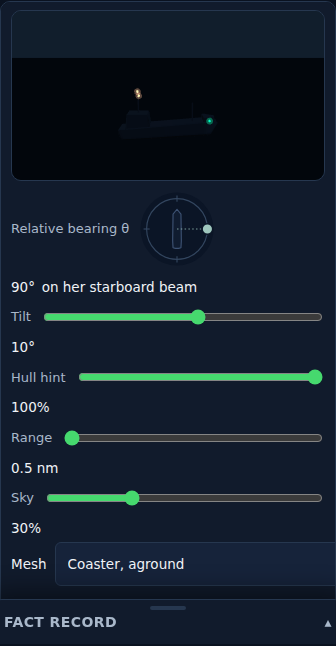 Relative bearing θ
90° on her starboard beam
Tilt
10°
Hull hint
100%
Range
0.5 nm
Sky
30%
Mesh Coaster, aground
FACT RECORD ▲